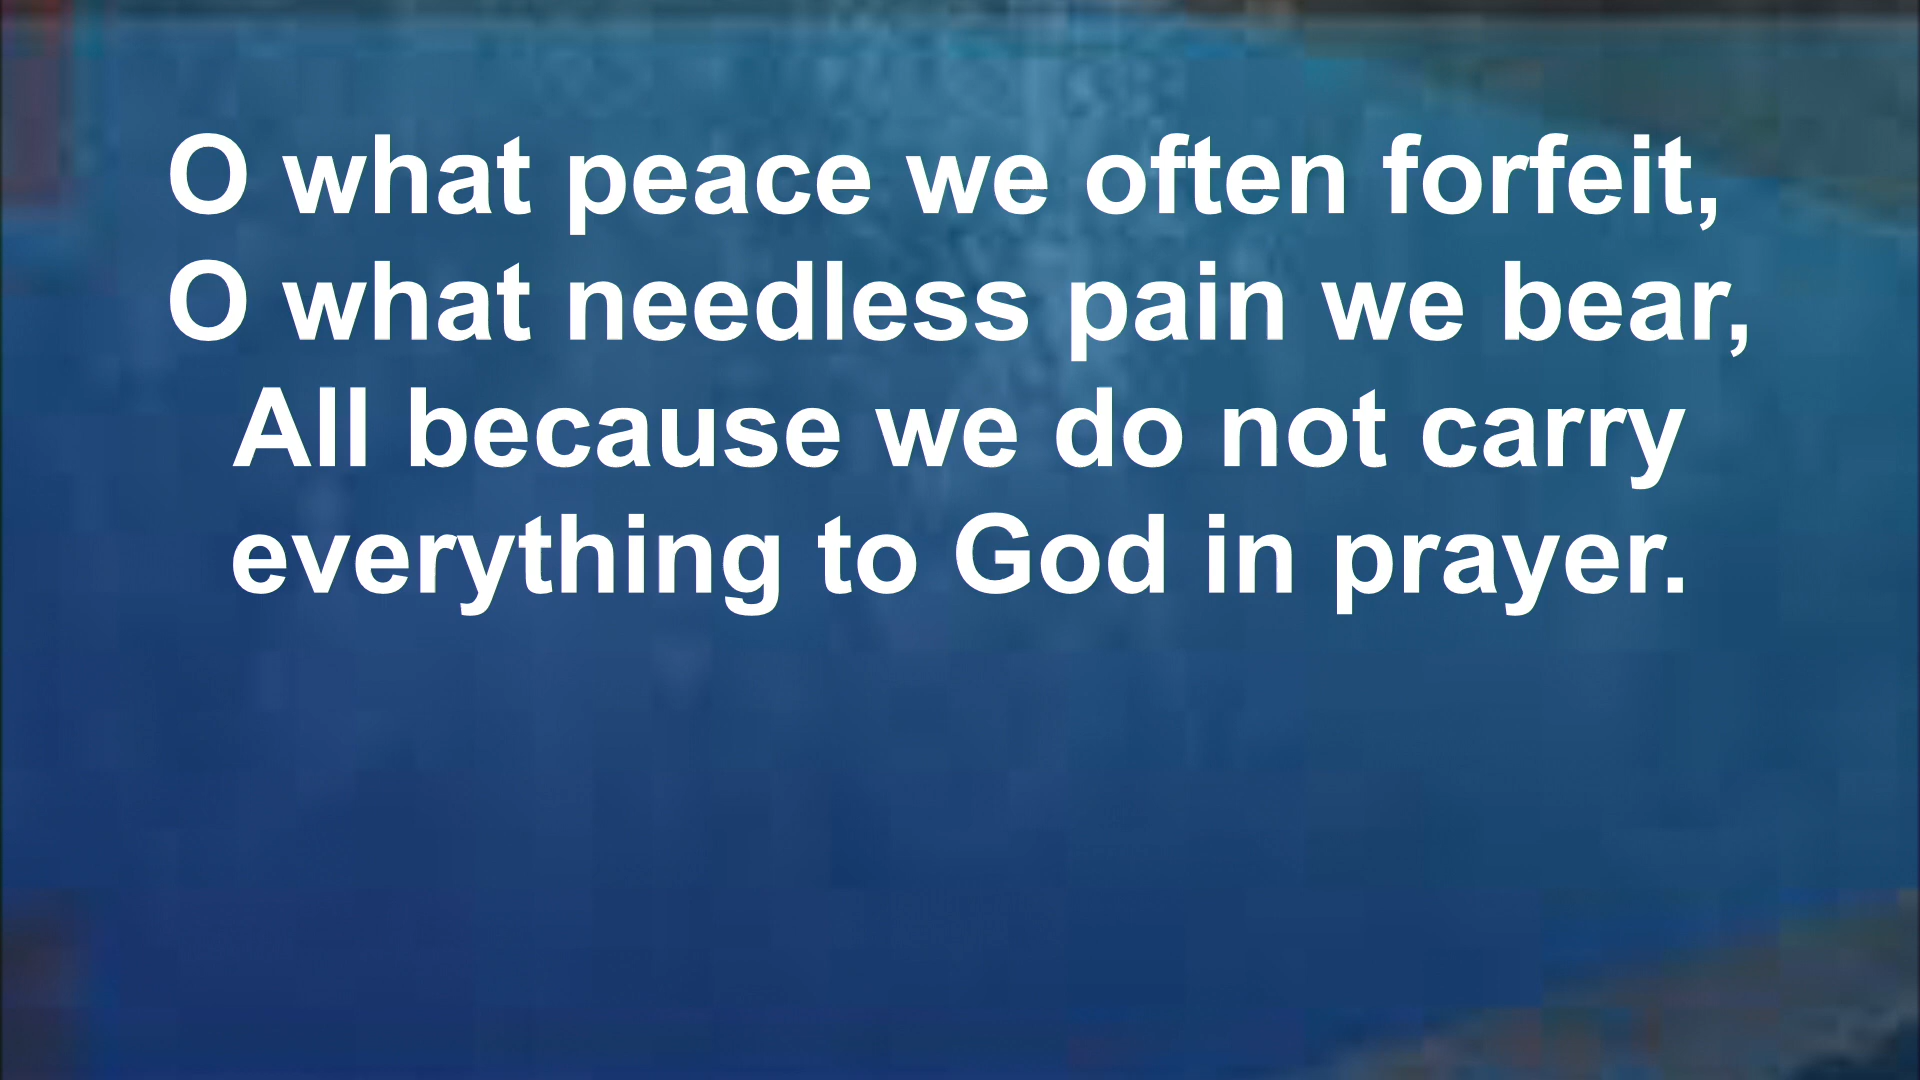 O what peace we often forfeit,
O what needless pain we bear,
All because we do not carry
everything to God in prayer.